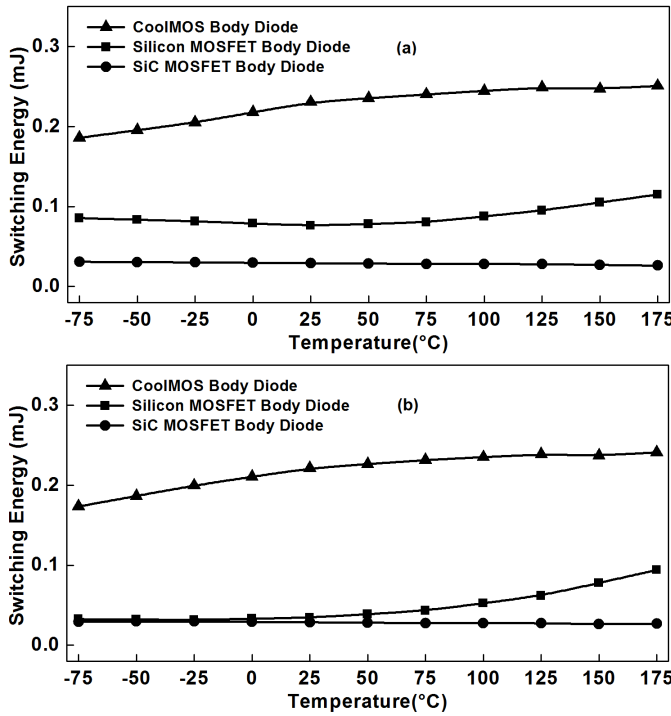 CoolMOS Body Diode
Silicon MOSFET Body Diode (a)
SiC MOSFET Body Diode
Switching Energy (mJ)
0.3
0.2
0.1
0.0
-75 -50 -25 0 25 50 75 100 125 150 175
Temperature(°C)
CoolMOS Body Diode
Silicon MOSFET Body Diode (b)
SiC MOSFET Body Diode
Switching Energy (mJ)
0.3
0.2
0.1
0.0
-75 -50 -25 0 25 50 75 100 125 150 175
Temperature(°C)